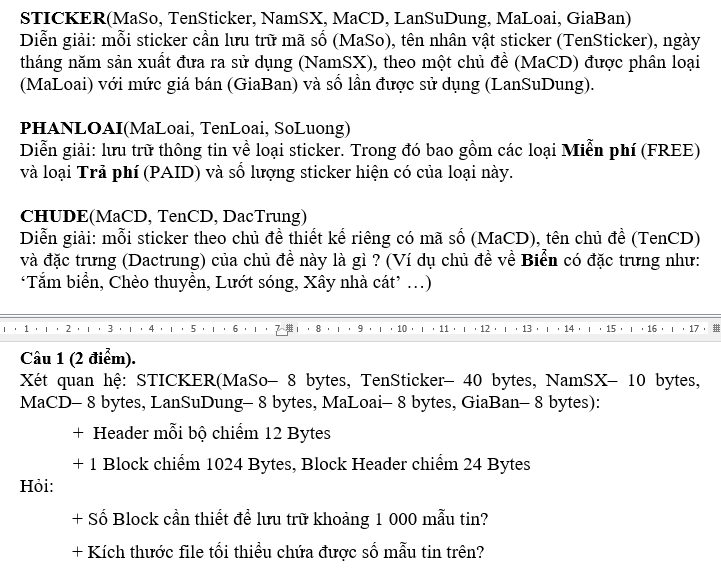 STICKER(MaSo, TenSticker, NamSX, MaCD, LanSuDung, MaLoai, GiaBan)
Diễn giải: mỗi sticker cần lưu trữ mã số (MaSo), tên nhân vật sticker (TenSticker), ngày
tháng năm sản xuất đưa ra sử dụng (NamSX), theo một chủ đề (MaCD) được phân loại
(MaLoai) với mức giá bán (GiaBan) và số lần được sử dụng (LanSuDung).
PHANLOAI(MaLoai, TenLoai, SoLuong)
Diễn giải: lưu trữ thông tin về loại sticker. Trong đó bao gồm các loại Miễn phí (FREE)
và loại Trả phí (PAID) và số lượng sticker hiện có của loại này.
CHUDE(MaCD, TenCD, DacTrung)
Diễn giải: mỗi sticker theo chủ đề thiết kế riêng có mã số (MaCD), tên chủ đề (TenCD)
và đặc trưng (Dactrung) của chủ đề này là gì ? (Ví dụ chủ đề về Biển có đặc trưng như:
‘Tắm biển, Chèo thuyền, Lướt sóng, Xây nhà cát’ …)
1 2 3 4 5 6 7 8 9 10 11 12 13 14 15 16 17
Câu 1 (2 điểm).
Xét quan hệ: STICKER(MaSo– 8 bytes, TenSticker– 40 bytes, NamSX– 10 bytes,
MaCD– 8 bytes, LanSuDung– 8 bytes, MaLoai– 8 bytes, GiaBan– 8 bytes):
+ Header mỗi bộ chiếm 12 Bytes
+ 1 Block chiếm 1024 Bytes, Block Header chiếm 24 Bytes
Hỏi:
+ Số Block cần thiết để lưu trữ khoảng 1 000 mẫu tin?
+ Kích thước file tối thiểu chứa được số mẫu tin trên?